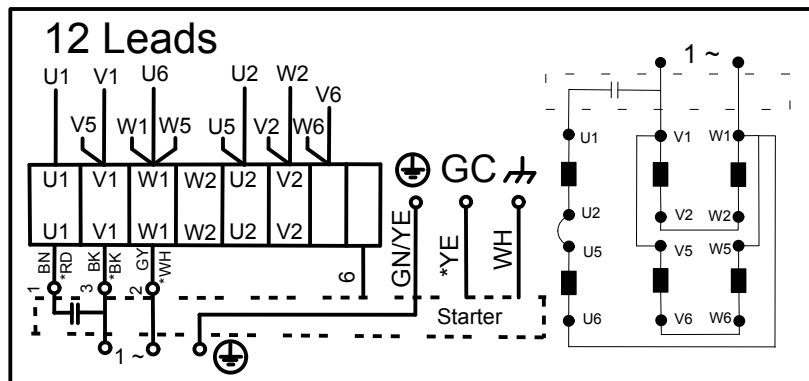 12 Leads
1 ~
U1 V1 U6 U2 W2 V6
V5 W1 W5 U5 V2 W6
GC
U1 V1 W1 W2 U2 V2
U1 V1 W1 W2 U2 V2
BN *RD BK *BK GY *WH
1 3 2 6
GN/YE *YE WH
Starter
1 ~
U1 V1 W1
U2 V2 W2
U5 V5 W5
U6 V6 W6